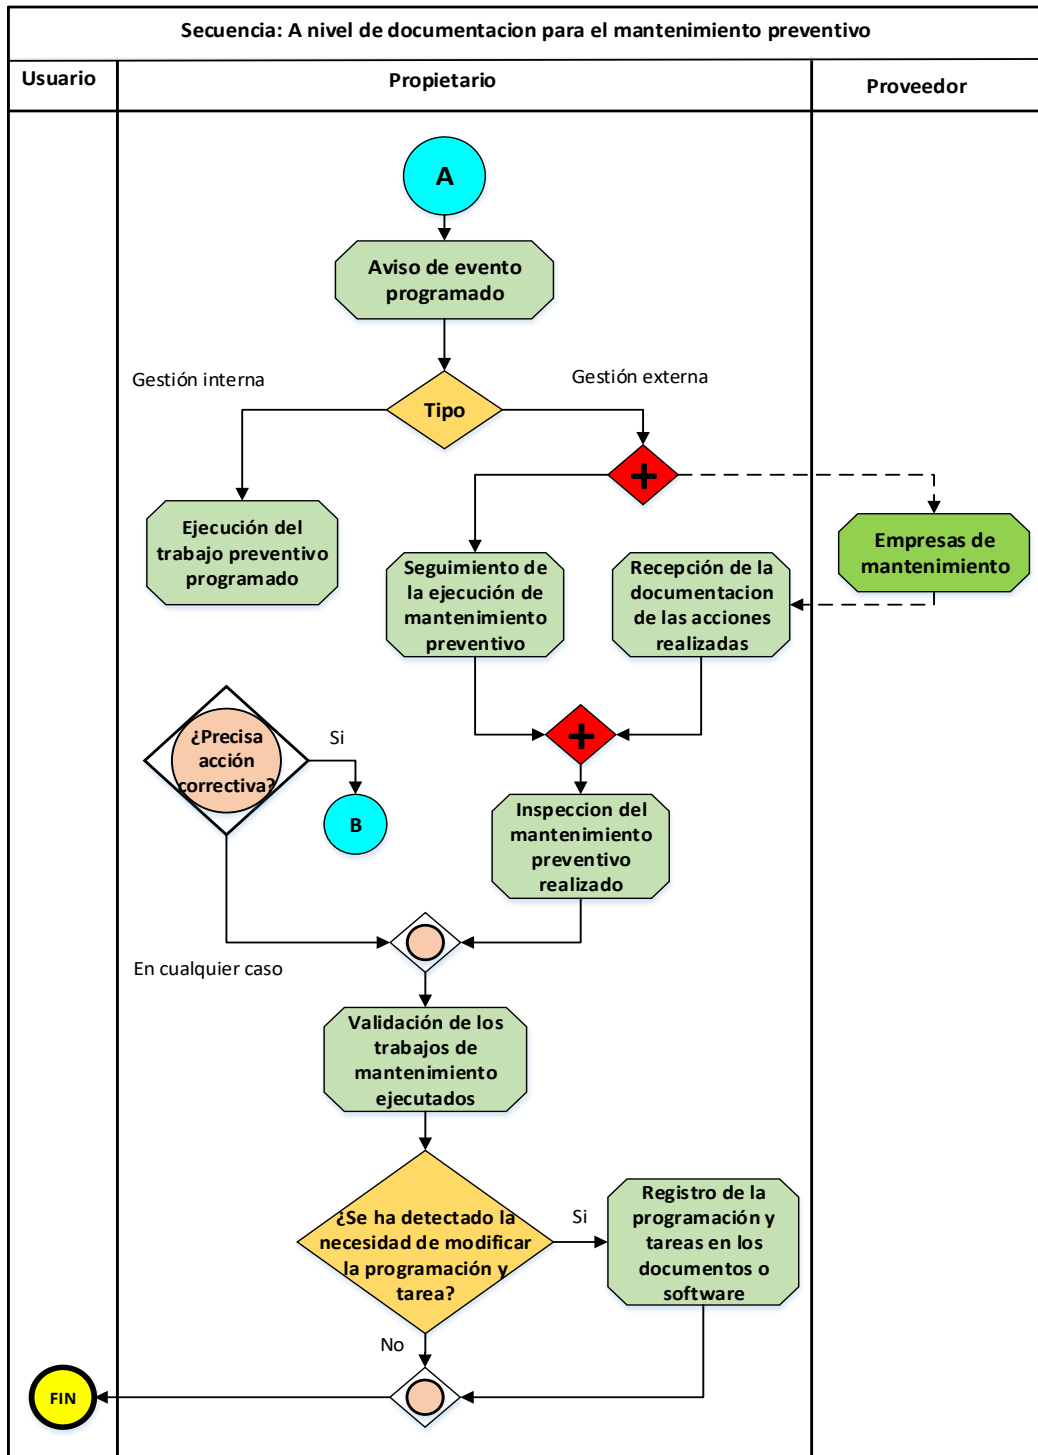 Secuencia: A nivel de documentacion para el mantenimiento preventivo
Usuario
Propietario
Proveedor
A
Aviso de evento
programado
Gestión interna
Gestión externa
Tipo
Ejecución del
trabajo preventivo
programado
Seguimiento de
la ejecución de
mantenimiento
preventivo
Recepción de la
documentacion
de las acciones
realizadas
Empresas de
mantenimiento
¿Precisa
acción
correctiva?
Si
B
Inspeccion del
mantenimiento
preventivo
realizado
En cualquier caso
Validación de los
trabajos de
mantenimiento
ejecutados
¿Se ha detectado la
necesidad de modificar
la programación y
tarea?
Si
Registro de la
programación y
tareas en los
documentos o
software
No
FIN